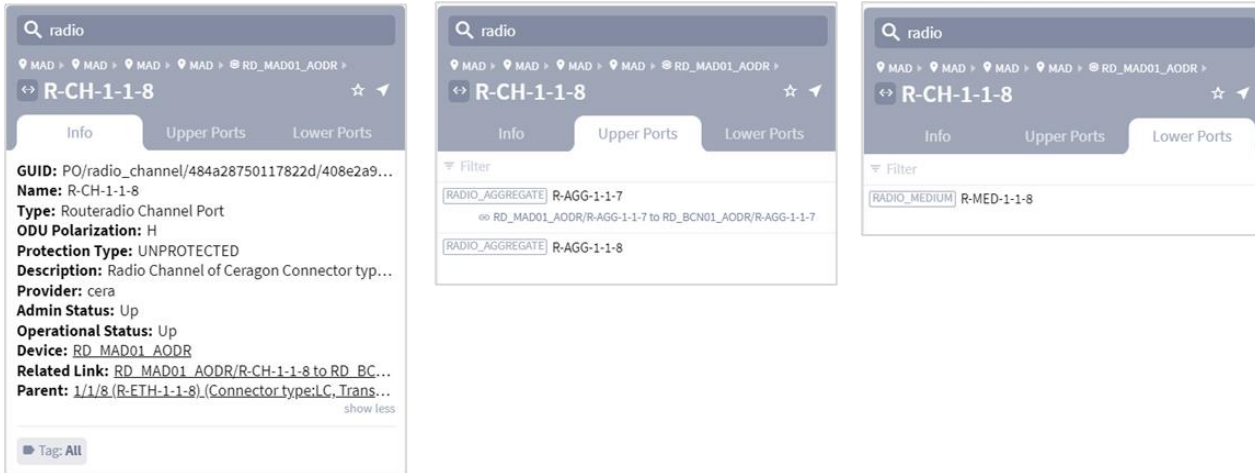 radio
MAD MAD MAD MAD RD_MAD01_AODR
R-CH-1-1-8
Info Upper Ports Lower Ports
GUID: PO/radio_channel/484a28750117822d/408e2a9...
Name: R-CH-1-1-8
Type: Routeradio Channel Port
ODU Polarization: H
Protection Type: UNPROTECTED
Description: Radio Channel of Ceragon Connector typ...
Provider: cera
Admin Status: Up
Operational Status: Up
Device: RD_MAD01_AODR
Related Link: RD_MAD01_AODR/R-CH-1-1-8 to RD_BC...
Parent: 1/1/8 (R-ETH-1-1-8) (Connector type:LC, Trans...
show less
Tag: All
radio
MAD MAD MAD MAD RD_MAD01_AODR
R-CH-1-1-8
Info Upper Ports Lower Ports
Filter
RADIO_AGGREGATE R-AGG-1-1-7
RD_MAD01_AODR/R-AGG-1-1-7 to RD_BCN01_AODR/R-AGG-1-1-7
RADIO_AGGREGATE R-AGG-1-1-8
radio
MAD MAD MAD MAD RD_MAD01_AODR
R-CH-1-1-8
Info Upper Ports Lower Ports
Filter
RADIO_MEDIUM R-MED-1-1-8